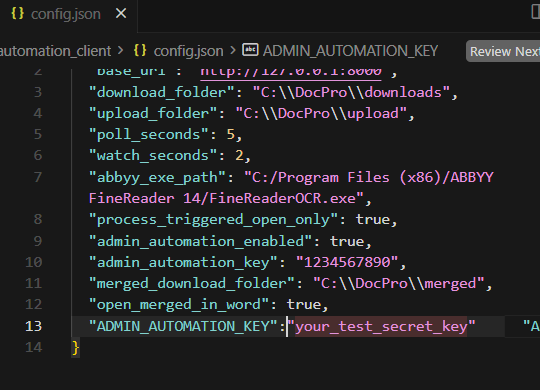 {} config.json ×
automation_client > {} config.json > abc ADMIN_AUTOMATION_KEY
Review Next
2 "base_url": "http://127.0.0.1:8000",
3 "download_folder": "C:\\DocPro\\downloads",
4 "upload_folder": "C:\\DocPro\\upload",
5 "poll_seconds": 5,
6 "watch_seconds": 2,
7 "abbyy_exe_path": "C:/Program Files (x86)/ABBYY
FineReader 14/FineReaderOCR.exe",
8 "process_triggered_open_only": true,
9 "admin_automation_enabled": true,
10 "admin_automation_key": "1234567890",
11 "merged_download_folder": "C:\\DocPro\\merged",
12 "open_merged_in_word": true,
13 "ADMIN_AUTOMATION_KEY":"your_test_secret_key" "A
14 }